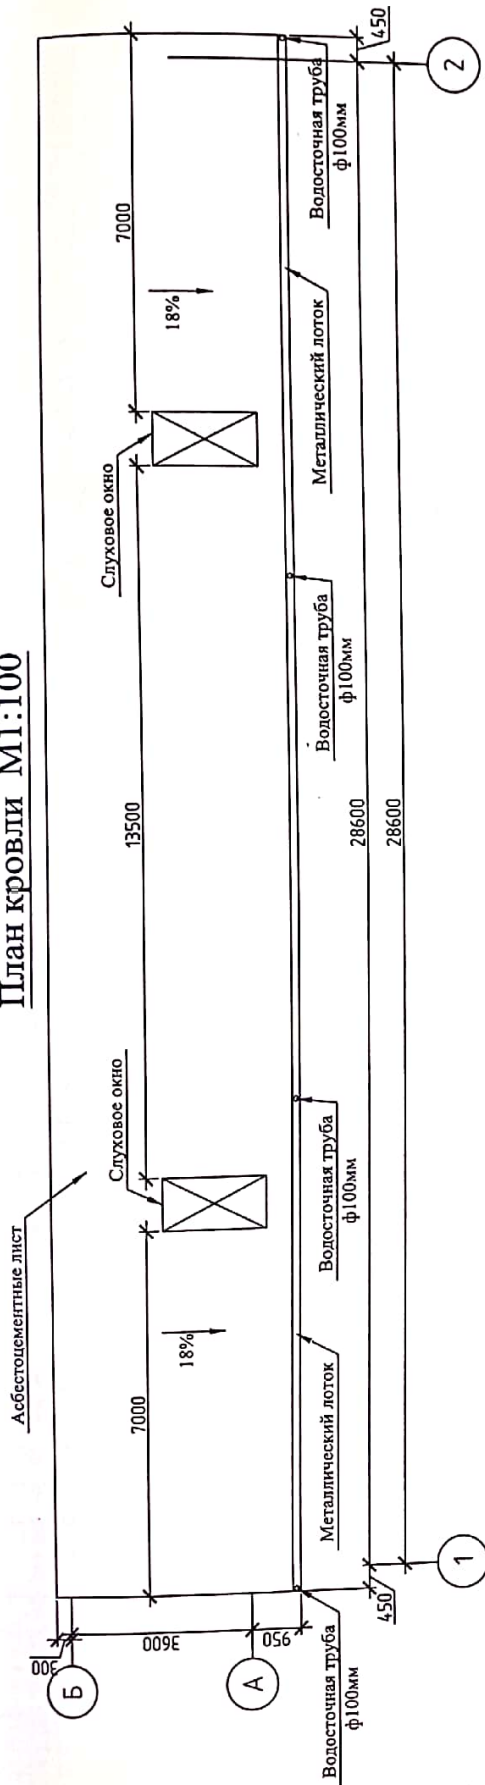 План кровли М1:100
Асбестоцементные лист
Слуховое окно
Слуховое окно
7000
13500
7000
18%
18%
300
3600
950
Б
А
Водосточная труба
ф100мм
Металлический лоток
Водосточная труба
ф100мм
Водосточная труба
ф100мм
Металлический лоток
Водосточная труба
ф100мм
450
28600
450
28600
1
2